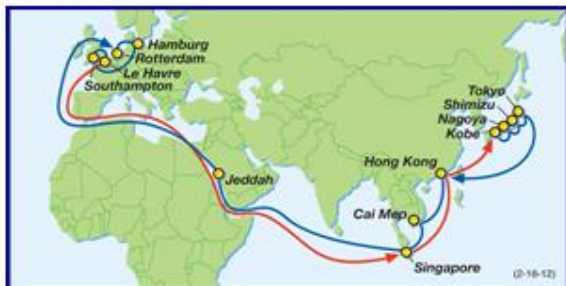 Hamburg
Rotterdam
Le Havre
Southampton
Tokyo
Shimizu
Nagoya
Kobe
Hong Kong
Jeddah
Cai Mep
Singapore
(2-16-12)